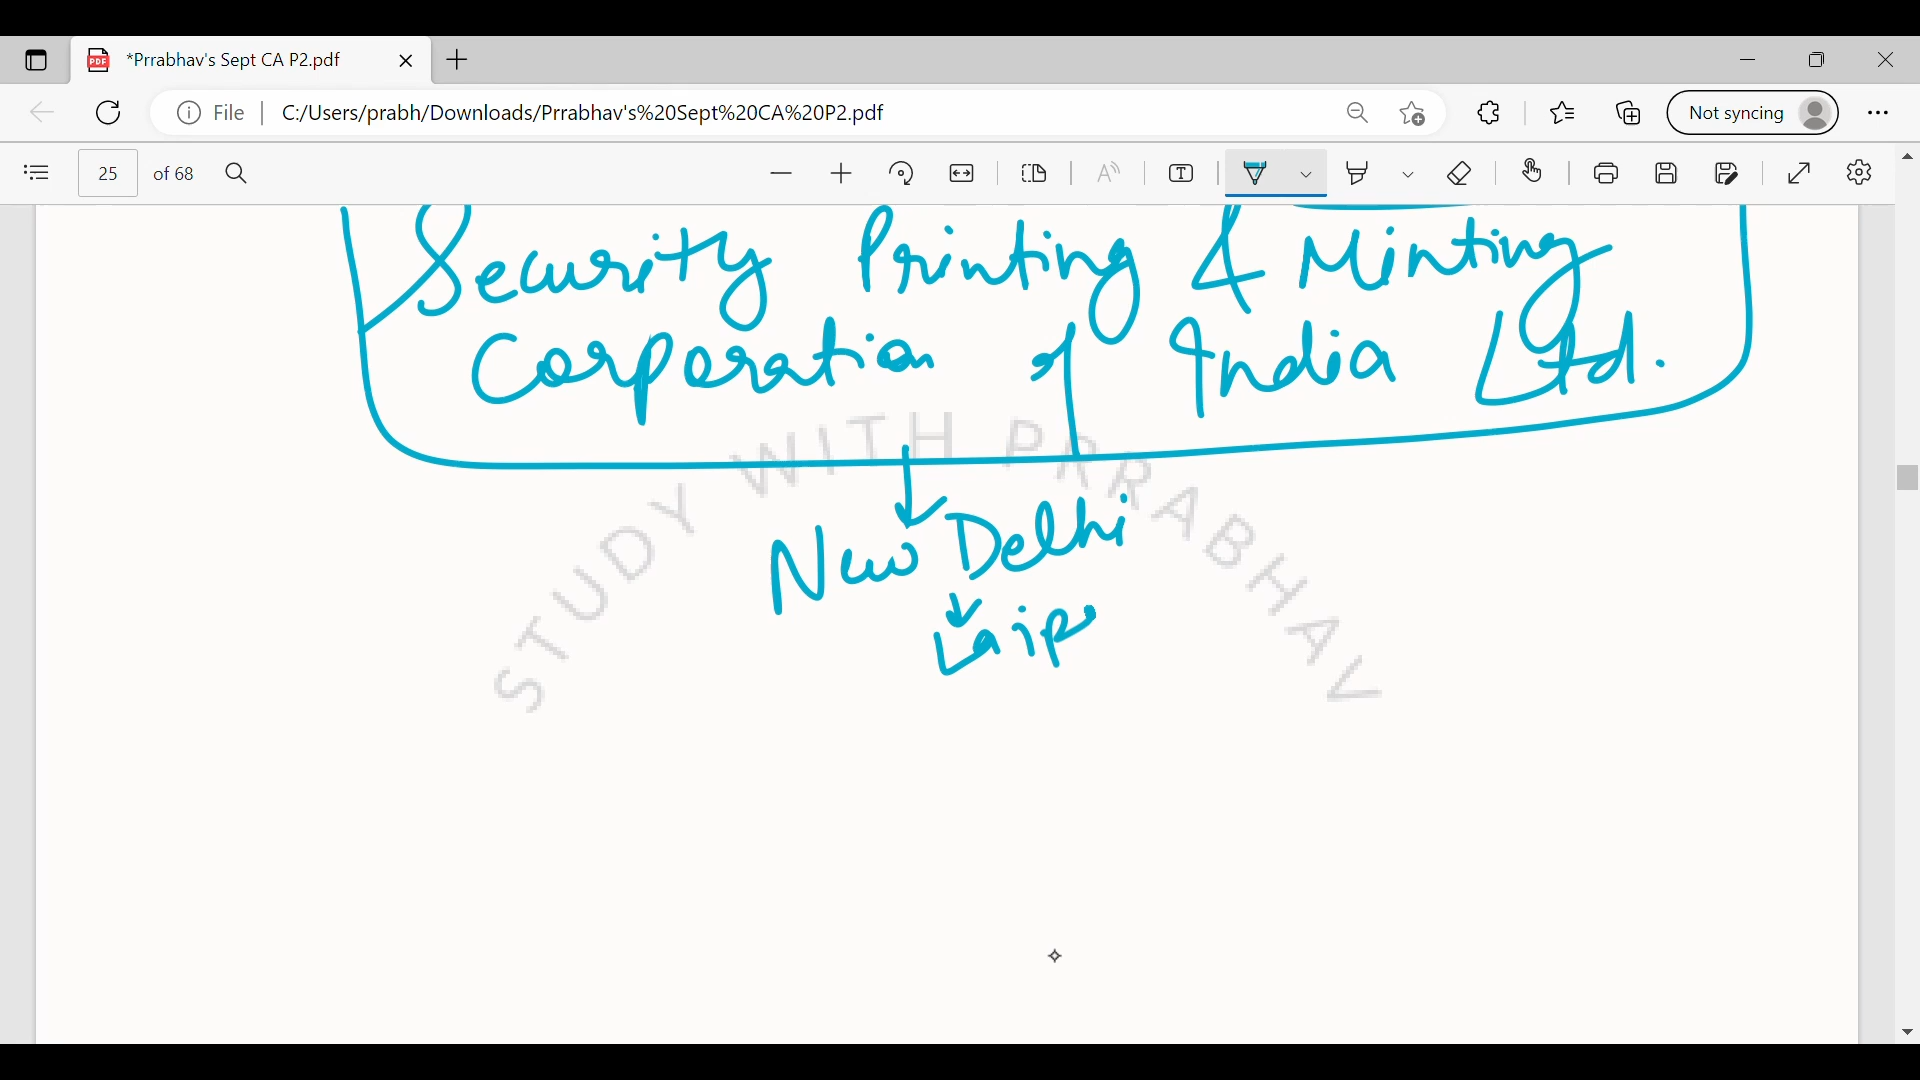 *Prrabhav's Sept CA P2.pdf
File
C:/Users/prabh/Downloads/Prrabhav's%20Sept%20CA%20P2.pdf
Not syncing
25 of 68
Security Printing & Minting
Corporation of India Ltd.
STUDY WITH PRRABHAV
New Delhi